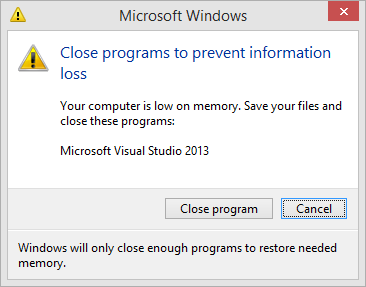 Microsoft Windows
Close programs to prevent information
loss
Your computer is low on memory. Save your files and
close these programs:
Microsoft Visual Studio 2013
Close program
Cancel
Windows will only close enough programs to restore needed
memory.